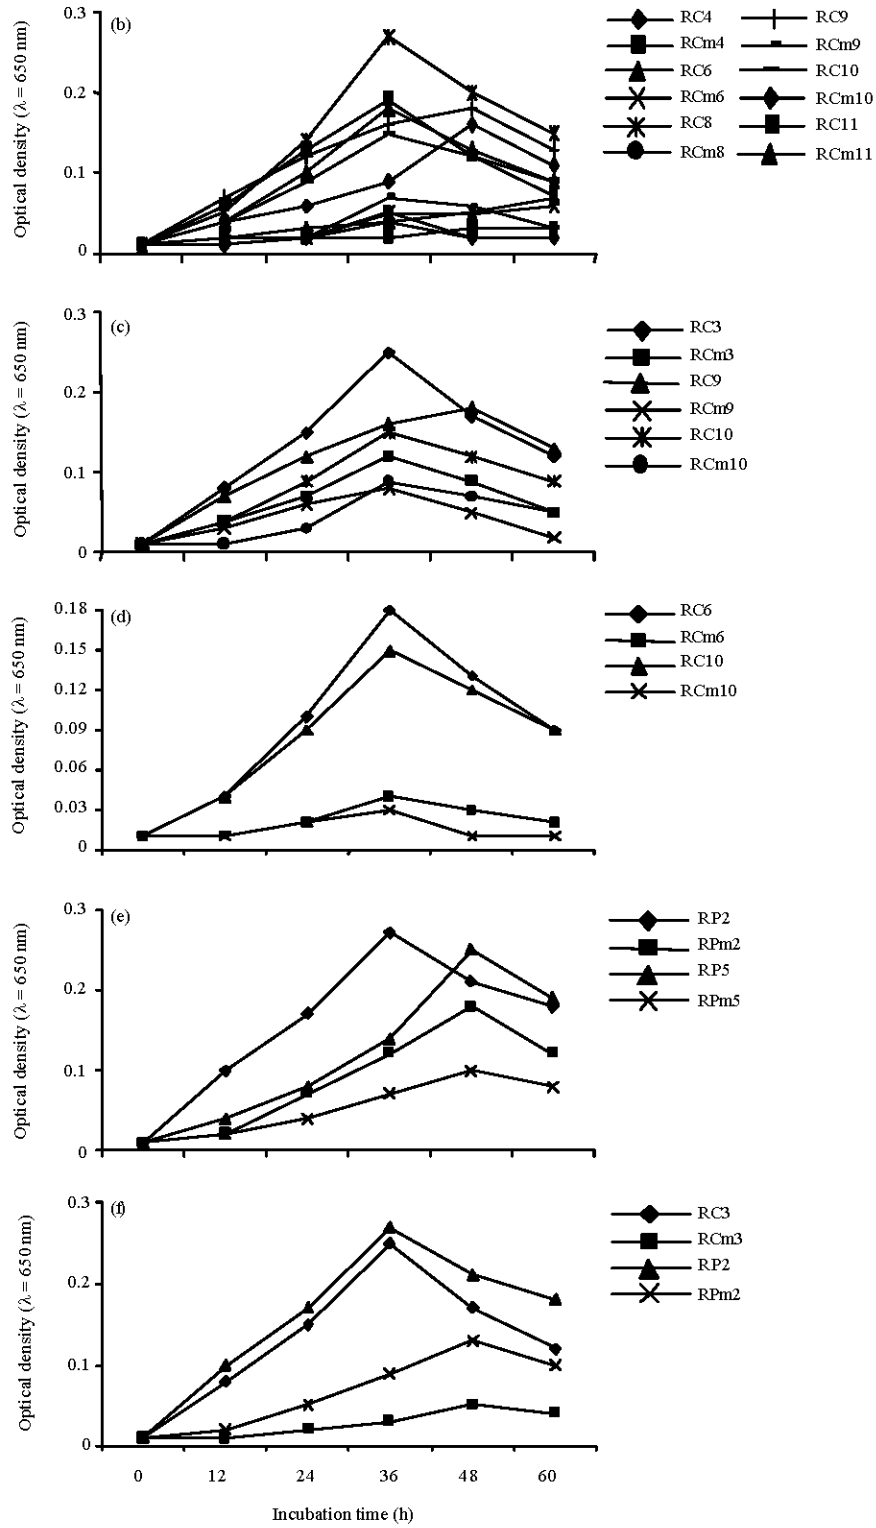 (b)
Optical density (λ = 650 nm)
0.3
0.2
0.1
0
RC4
RCm4
RC6
RCm6
RC8
RCm8
RC9
RCm9
RC10
RCm10
RC11
RCm11
(c)
Optical density (λ = 650 nm)
0.3
0.2
0.1
0
RC3
RCm3
RC9
RCm9
RC10
RCm10
(d)
Optical density (λ = 650 nm)
0.18
0.15
0.12
0.09
0.06
0.03
0
RC6
RCm6
RC10
RCm10
(e)
Optical density (λ = 650 nm)
0.3
0.2
0.1
0
RP2
RPm2
RP5
RPm5
(f)
Optical density (λ = 650 nm)
0.3
0.2
0.1
0
RC3
RCm3
RP2
RPm2
0 12 24 36 48 60
Incubation time (h)